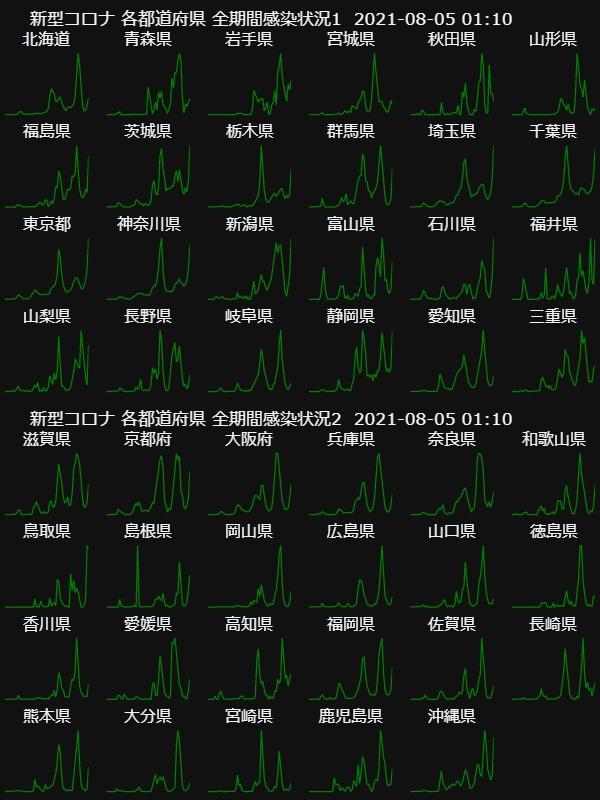 新型コロナ 各都道府県 全期間感染状況1 2021-08-05 01:10
北海道 青森県 岩手県 宮城県 秋田県 山形県
福島県 茨城県 栃木県 群馬県 埼玉県 千葉県
東京都 神奈川県 新潟県 富山県 石川県 福井県
山梨県 長野県 岐阜県 静岡県 愛知県 三重県
新型コロナ 各都道府県 全期間感染状況2 2021-08-05 01:10
滋賀県 京都府 大阪府 兵庫県 奈良県 和歌山県
鳥取県 島根県 岡山県 広島県 山口県 徳島県
香川県 愛媛県 高知県 福岡県 佐賀県 長崎県
熊本県 大分県 宮崎県 鹿児島県 沖縄県